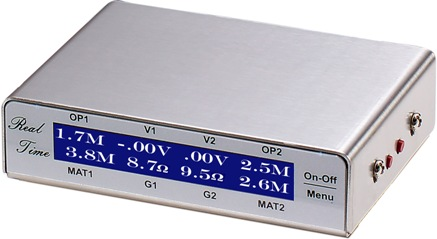 OP1 V1 V2 OP2
Real
Time
1.7M -.00V .00V 2.5M
3.8M 8.7Ω 9.5Ω 2.6M
MAT1 G1 G2 MAT2
On-Off
Menu